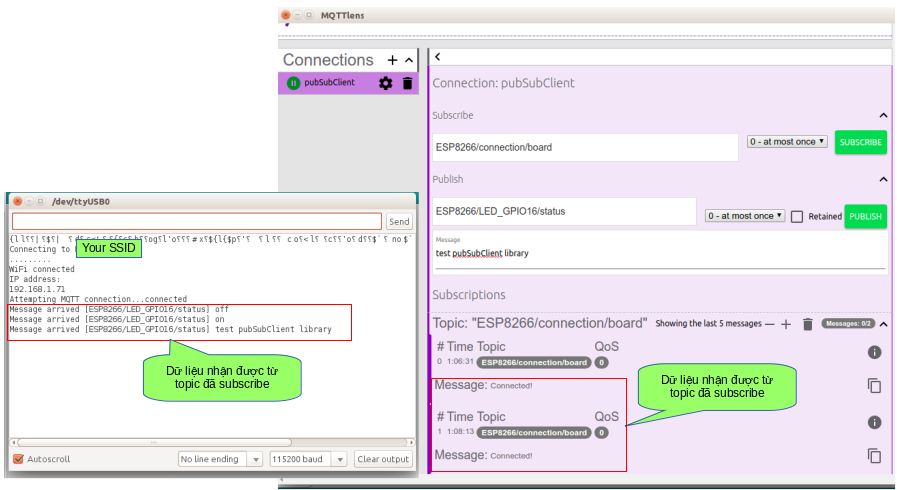 MQTTlens
Connections
pubSubClient
Connection: pubSubClient
Subscribe
ESP8266/connection/board
0 - at most once
SUBSCRIBE
Publish
ESP8266/LED_GPIO16/status
0 - at most once
Retained
PUBLISH
Message
test pubSubClient library
Subscriptions
Topic: "ESP8266/connection/board"
Showing the last 5 messages
Messages: 0/2
# Time Topic QoS
0 1:06:31 ESP8266/connection/board 0
Message: Connected!
# Time Topic QoS
1 1:08:13 ESP8266/connection/board 0
Message: Connected!
Dữ liệu nhận được từ
topic đã subscribe
/dev/ttyUSB0
Send
Connecting to
Your SSID
.........
WiFi connected
IP address:
192.168.1.71
Attempting MQTT connection...connected
Message arrived [ESP8266/LED_GPIO16/status] off
Message arrived [ESP8266/LED_GPIO16/status] on
Message arrived [ESP8266/LED_GPIO16/status] test pubSubClient library
Dữ liệu nhận được từ
topic đã subscribe
Autoscroll
No line ending
115200 baud
Clear output